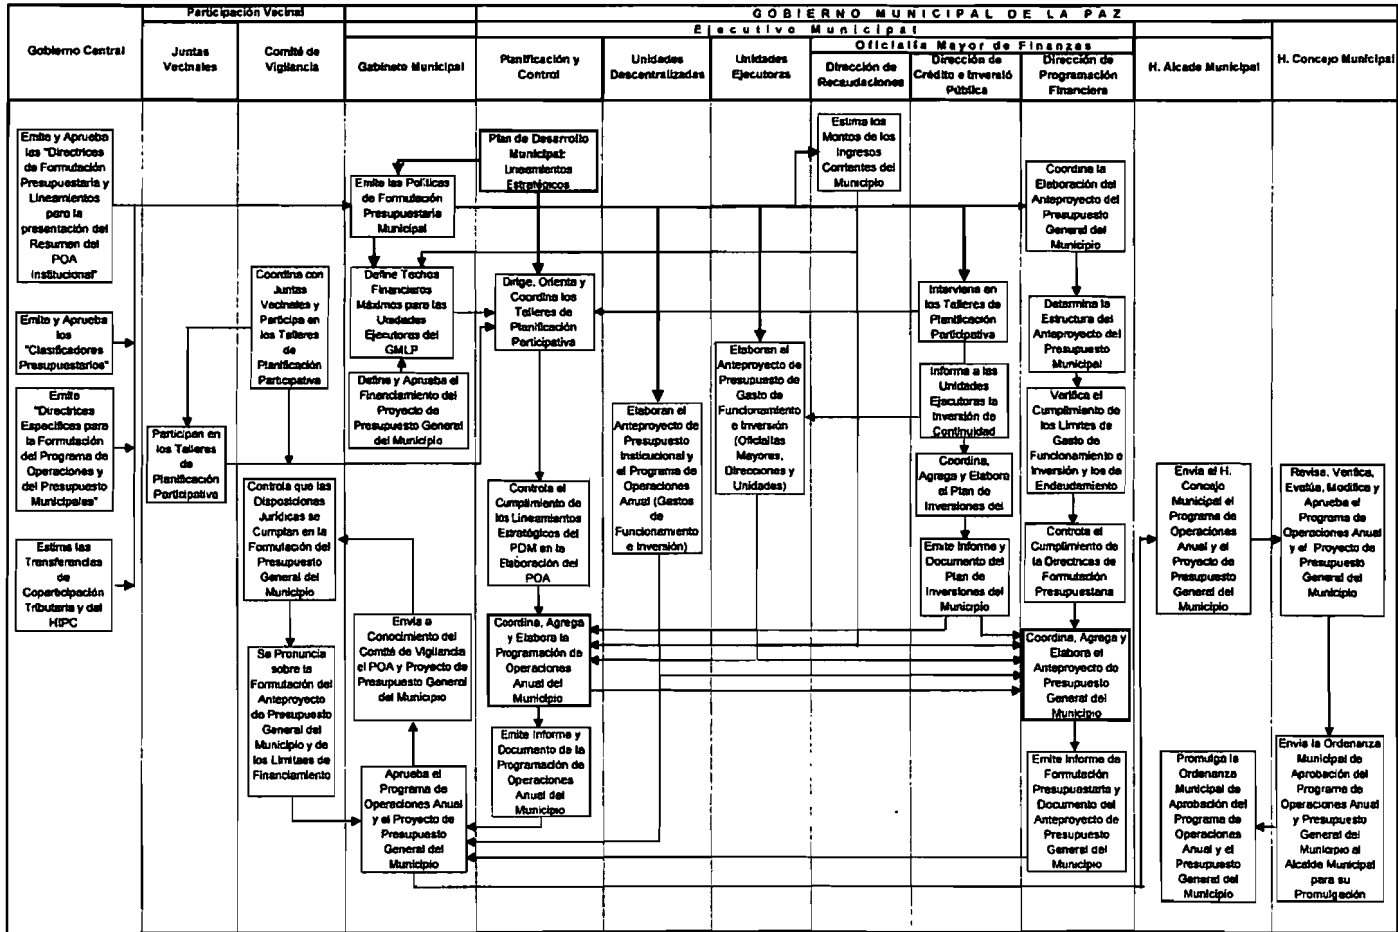 Participación Vecinal
GOBIERNO MUNICIPAL DE LA PAZ
Ejecutivo Municipal
Oficialía Mayor de Finanzas
Gobierno Central
Juntas
Vecinales
Comité de
Vigilancia
Gabinete Municipal
Planificación y
Control
Unidades
Descentralizadas
Unidades
Ejecutoras
Dirección de
Recaudaciones
Dirección de
Crédito e Inversió
Pública
Dirección de
Programación
Financiera
H. Alcade Municipal
H. Concejo Municipal
Emite y Aprueba
las "Directrices
de Formulación
Presupuestaria y
Lineamientos
para la
presentación del
Resumen del
POA
Institucional"
Emite y Aprueba
los
"Clasificadores
Presupuestarios"
Emite
"Directrices
Específicas para
la Formulación
del Programa de
Operaciones y
del Presupuesto
Municipales"
Estima las
Transferencias
de
Coparticipación
Tributaria y del
HIPC
Participan en
los Talleres
de
Planificación
Participativa
Coordina con
Juntas
Vecinales y
Participa en
los Talleres
de
Planificación
Participativa
Controla que las
Disposiciones
Jurídicas se
Cumplan en la
Formulación del
Presupuesto
General del
Municipio
Se Pronuncia
sobre la
Formulación del
Anteproyecto
de Presupuesto
General del
Municipio y de
los Limitaes de
Financiamiento
Emite las Políticas
de Formulación
Presupuestaria
Municipal
Define Techos
Financieros
Máximos para las
Unidades
Ejecutoras del
GMLP
Define y Aprueba el
Financiamiento del
Proyecto de
Presupuesto General
del Municipio
Envía a
Conocimiento del
Comité de Vigilancia
el POA y Proyecto de
Presupuesto General
del Municipio
Aprueba el
Programa de
Operaciones Anual
y el Proyecto de
Presupuesto
General del
Municipio
Plan de Desarrollo
Municipal:
Lineamientos
Estratégicos
Dirige, Orienta y
Coordina los
Talleres de
Planificación
Participativa
Controla el
Cumplimiento de
los Lineamientos
Estratégicos del
PDM en la
Elaboración del
POA
Coordina, Agrega
y Elabora la
Programación de
Operaciones
Anual del
Municipio
Emite Informe y
Documento de la
Programación de
Operaciones
Anual del
Municipio
Elaboran el
Anteproyecto de
Presupuesto
Institucional y
el Programa de
Operaciones
Anual (Gastos
de
Funcionamiento
e Inversión)
Elaboran el
Anteproyecto de
Presupuesto de
Gasto de
Funcionamiento
e Inversión
(Oficialías
Mayores,
Direcciones y
Unidades)
Estima los
Montos de los
Ingresos
Corrientes del
Municipio
Interviene en
los Talleres de
Planificación
Participativa
Informa a las
Unidades
Ejecutoras la
Inversión de
Continuidad
Coordina,
Agrega y Elabora
el Plan de
Inversiones del
Emite Informe y
Documento del
Plan de
Inversiones del
Municipio
Coordina la
Elaboración del
Anteproyecto del
Presupuesto
General del
Municipio
Determina la
Estructura del
Anteproyecto del
Presupuesto
Municipal
Verifica el
Cumplimiento de
los Límites de
Gasto de
Funcionamiento e
Inversión y los de
Endeudamiento
Controla el
Cumplimiento de
la Directrices de
Formulación
Presupuestaria
Coordina, Agrega y
Elabora el
Anteproyecto de
Presupuesto
General del
Municipio
Emite Informe de
Formulación
Presupuestaria y
Documento del
Anteproyecto de
Presupuesto
General del
Municipio
Envía al H.
Concejo
Municipal el
Programa de
Operaciones
Anual y el
Proyecto de
Presupuesto
General del
Municipio
Promulga la
Ordenanza
Municipal de
Aprobación del
Programa de
Operaciones
Anual y el
Presupuesto
General del
Municipio
Revisa, Verifica,
Evalúa, Modifica y
Aprueba el
Programa de
Operaciones Anual
y el Proyecto de
Presupuesto
General del
Municipio
Envía la Ordenanza
Municipal de
Aprobación del
Programa de
Operaciones Anual
y Presupuesto
General del
Municipio al
Alcalde Municipal
para su
Promulgación